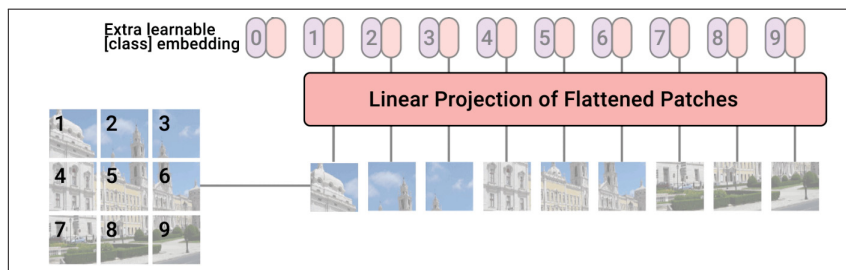 Extra learnable
[class] embedding
0 1 2 3 4 5 6 7 8 9
Linear Projection of Flattened Patches
1 2 3
4 5 6
7 8 9